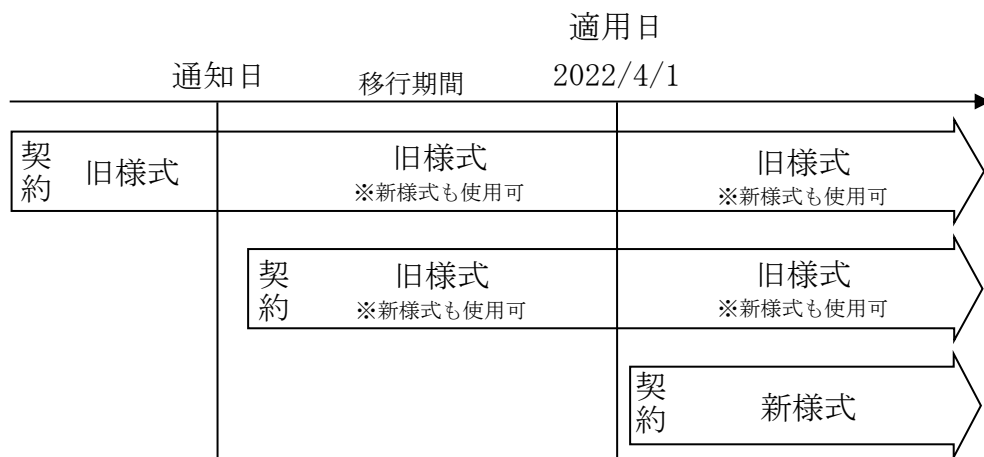 適用日
通知日 移行期間 2022/4/1
契約 旧様式 旧様式 旧様式
※新様式も使用可 ※新様式も使用可
契約 旧様式 旧様式
※新様式も使用可 ※新様式も使用可
契約 新様式